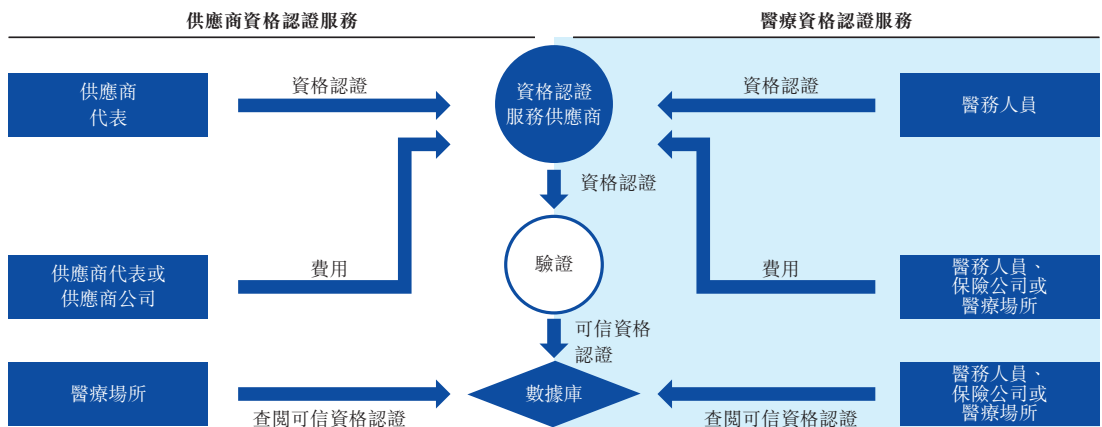 供應商資格認證服務
醫療資格認證服務
供應商
代表
資格認證
資格認證
服務供應商
資格認證
醫務人員
資格認證
供應商代表或
供應商公司
費用
驗證
費用
醫務人員、
保險公司或
醫療場所
可信資格
認證
醫療場所
查閱可信資格認證
數據庫
查閱可信資格認證
醫務人員、
保險公司或
醫療場所